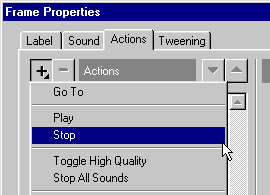 Frame Properties
Label Sound Actions Tweening
Actions
Go To
Play
Stop
Toggle High Quality
Stop All Sounds